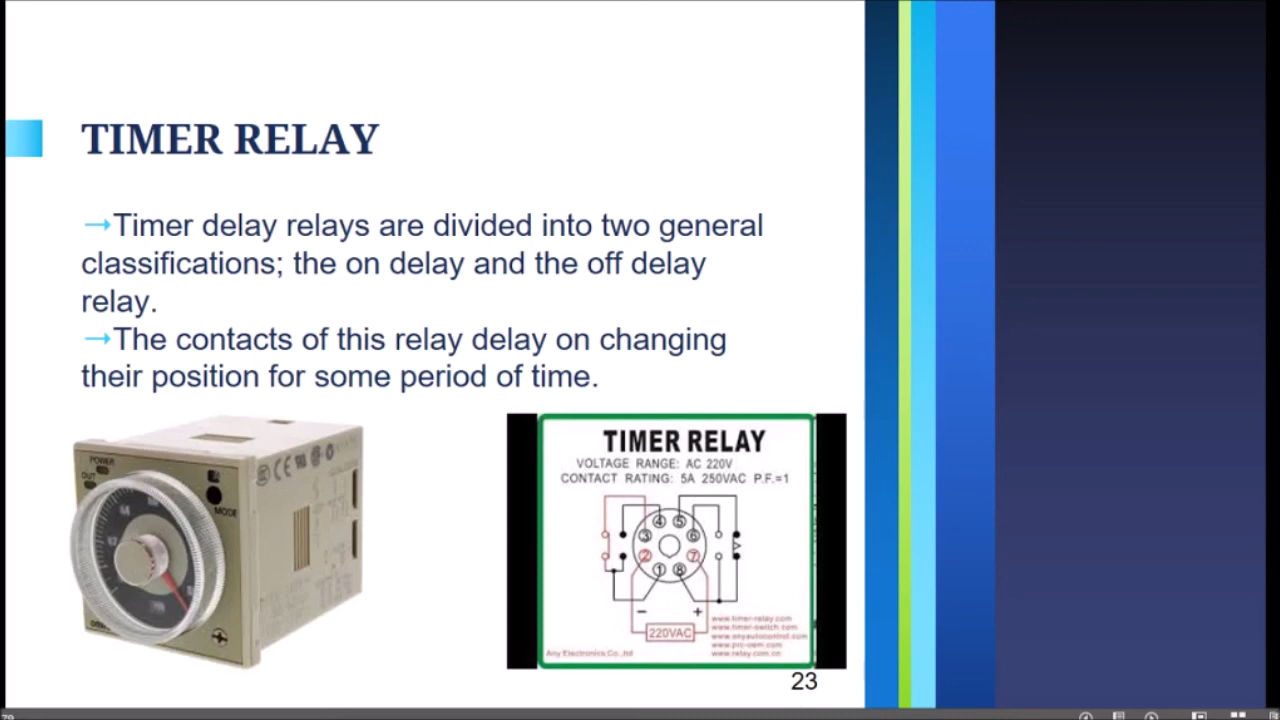 TIMER RELAY
→Timer delay relays are divided into two general
classifications; the on delay and the off delay
relay.
→The contacts of this relay delay on changing
their position for some period of time.
POWER
OUT
MODE
TIMER RELAY
VOLTAGE RANGE: AC 220V
CONTACT RATING: 5A 250VAC P.F.=1
4 5
3 6
2 7
1 8
− +
220VAC
www.timer-relay.com
www.timer-switch.com
www.anyautocontrol.com
www.prc-oem.com
www.relay.com.cn
Any Electronics Co.,ltd
23
79